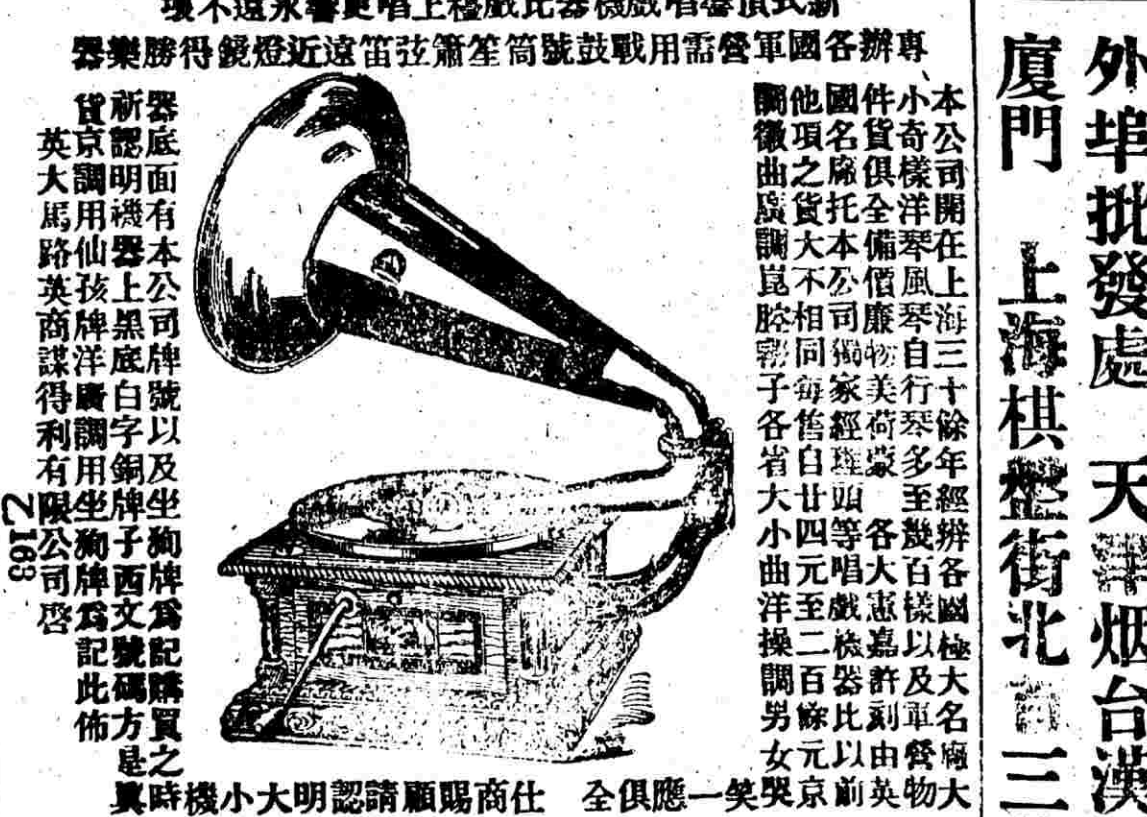 外埠批發處 天津烟台漢
廈門 上海棋盤街北三
新式頂響唱戲機器比戲檯上唱更響永遠不壞
專辦各國軍營需用戰鼓號筒笙簫弦笛遠近燈鏡得勝樂器
本公司開在上海三十餘年經辦各國極大名廠大
小奇樣洋琴風琴自行琴多至幾百樣以及軍營物
件貨俱全備價廉物美荷蒙 各大憲嘉許刻由英
國名廠托本公司獨家經理頭等唱戲機器比以前
他項之貨大不相同每售自廿四元至二百餘元京
調徽曲廣調崑腔子各省大小曲洋操調男女哭
笑一應俱全 仕商賜顧請認明大小機
器底面有本公司牌號以及坐狗牌爲記購買之時
祈認明機器上黑底白字銅牌子西文號碼方是眞
貨京調用仙孩牌洋廣調用坐狗牌爲記此佈
英大馬路英商謀得利有限公司啓
Z163